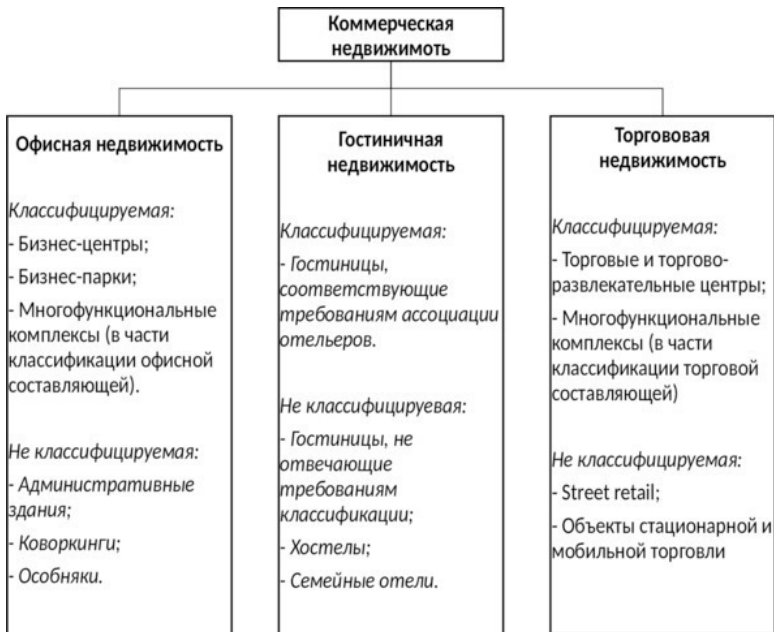 Коммерческая
недвижимоть
Офисная недвижимость
Классифицируемая:
- Бизнес-центры;
- Бизнес-парки;
- Многофункциональные
комплексы (в части
классификации офисной
составляющей).
Не классифицируемая:
- Административные
здания;
- Коворкинги;
- Особняки.
Гостиничная
недвижимость
Классифицируемая:
- Гостиницы,
соответствующие
требованиям ассоциации
отельеров.
Не классифицируевая:
- Гостиницы, не
отвечающие
требованиям
классификации;
- Хостелы;
- Семейные отели.
Торгововая
недвижимость
Классифицируемая:
- Торговые и торгово-
развлекательные центры;
- Многофункциональные
комплексы (в части
классификации торговой
составляющей)
Не классифицируемая:
- Street retail;
- Объекты стационарной и
мобильной торговли